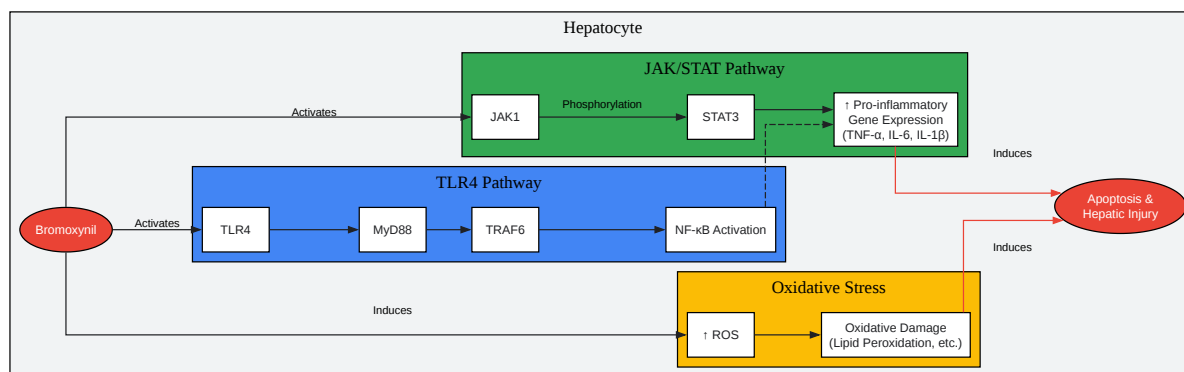 Hepatocyte
JAK/STAT Pathway
Activates
JAK1
Phosphorylation
STAT3
↑ Pro-inflammatory
Gene Expression
(TNF-α, IL-6, IL-1β)
Induces
TLR4 Pathway
Bromoxynil
Activates
TLR4
MyD88
TRAF6
NF-κB Activation
Apoptosis &
Hepatic Injury
Induces
Oxidative Stress
Induces
↑ ROS
Oxidative Damage
(Lipid Peroxidation, etc.)